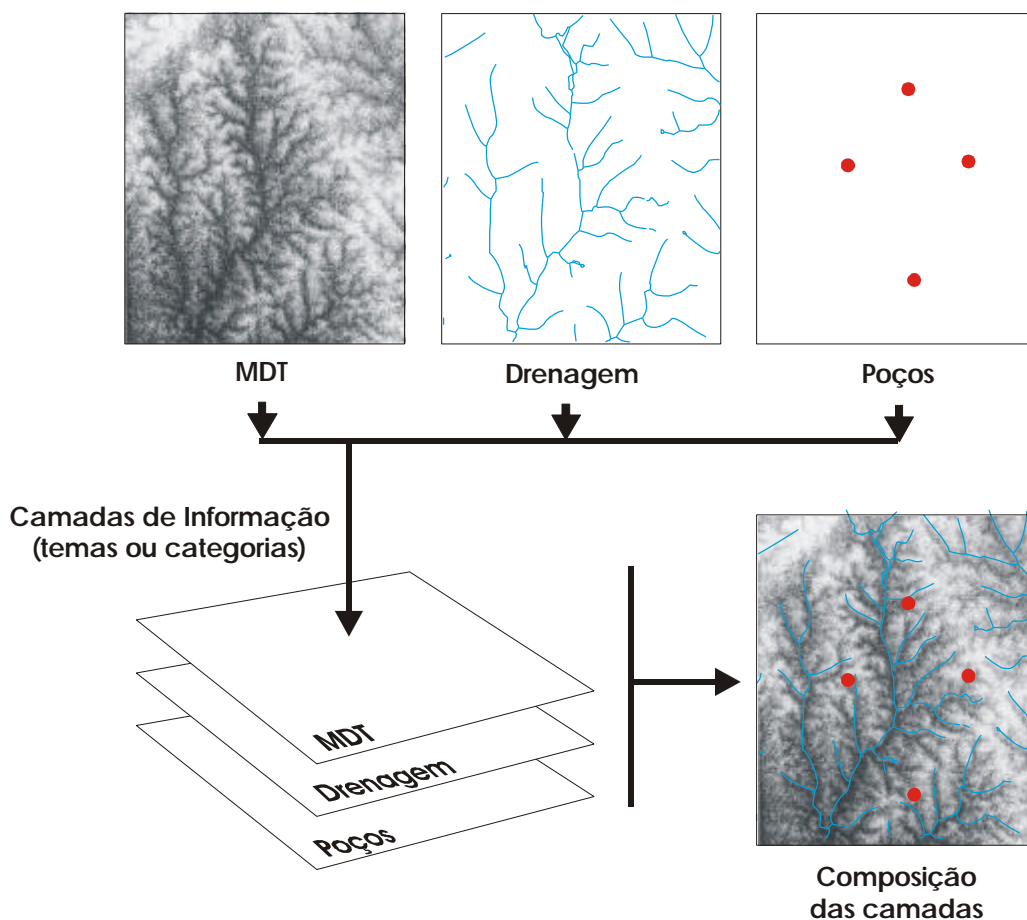 MDT
Drenagem
Poços
Camadas de Informação
(temas ou categorias)
MDT
Drenagem
Poços
Composição
das camadas